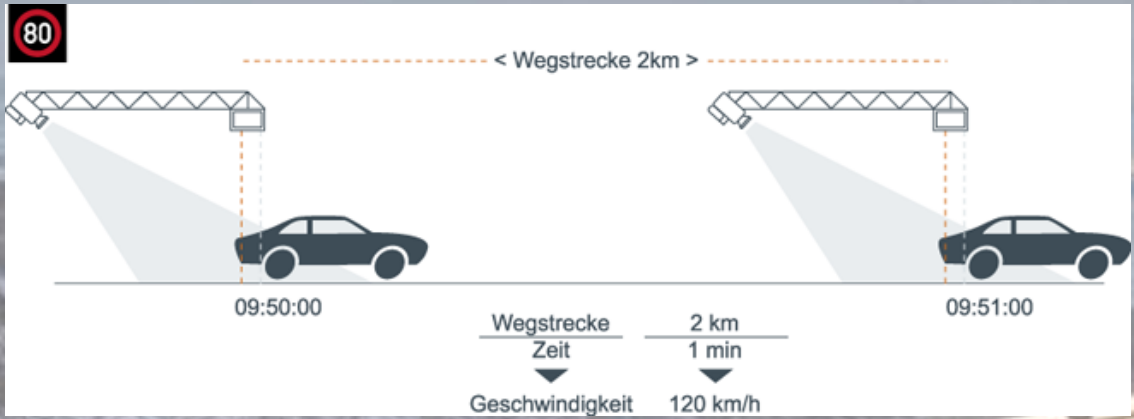 80
< Wegstrecke 2km >
09:50:00
09:51:00
Wegstrecke 2 km
Zeit 1 min
Geschwindigkeit 120 km/h